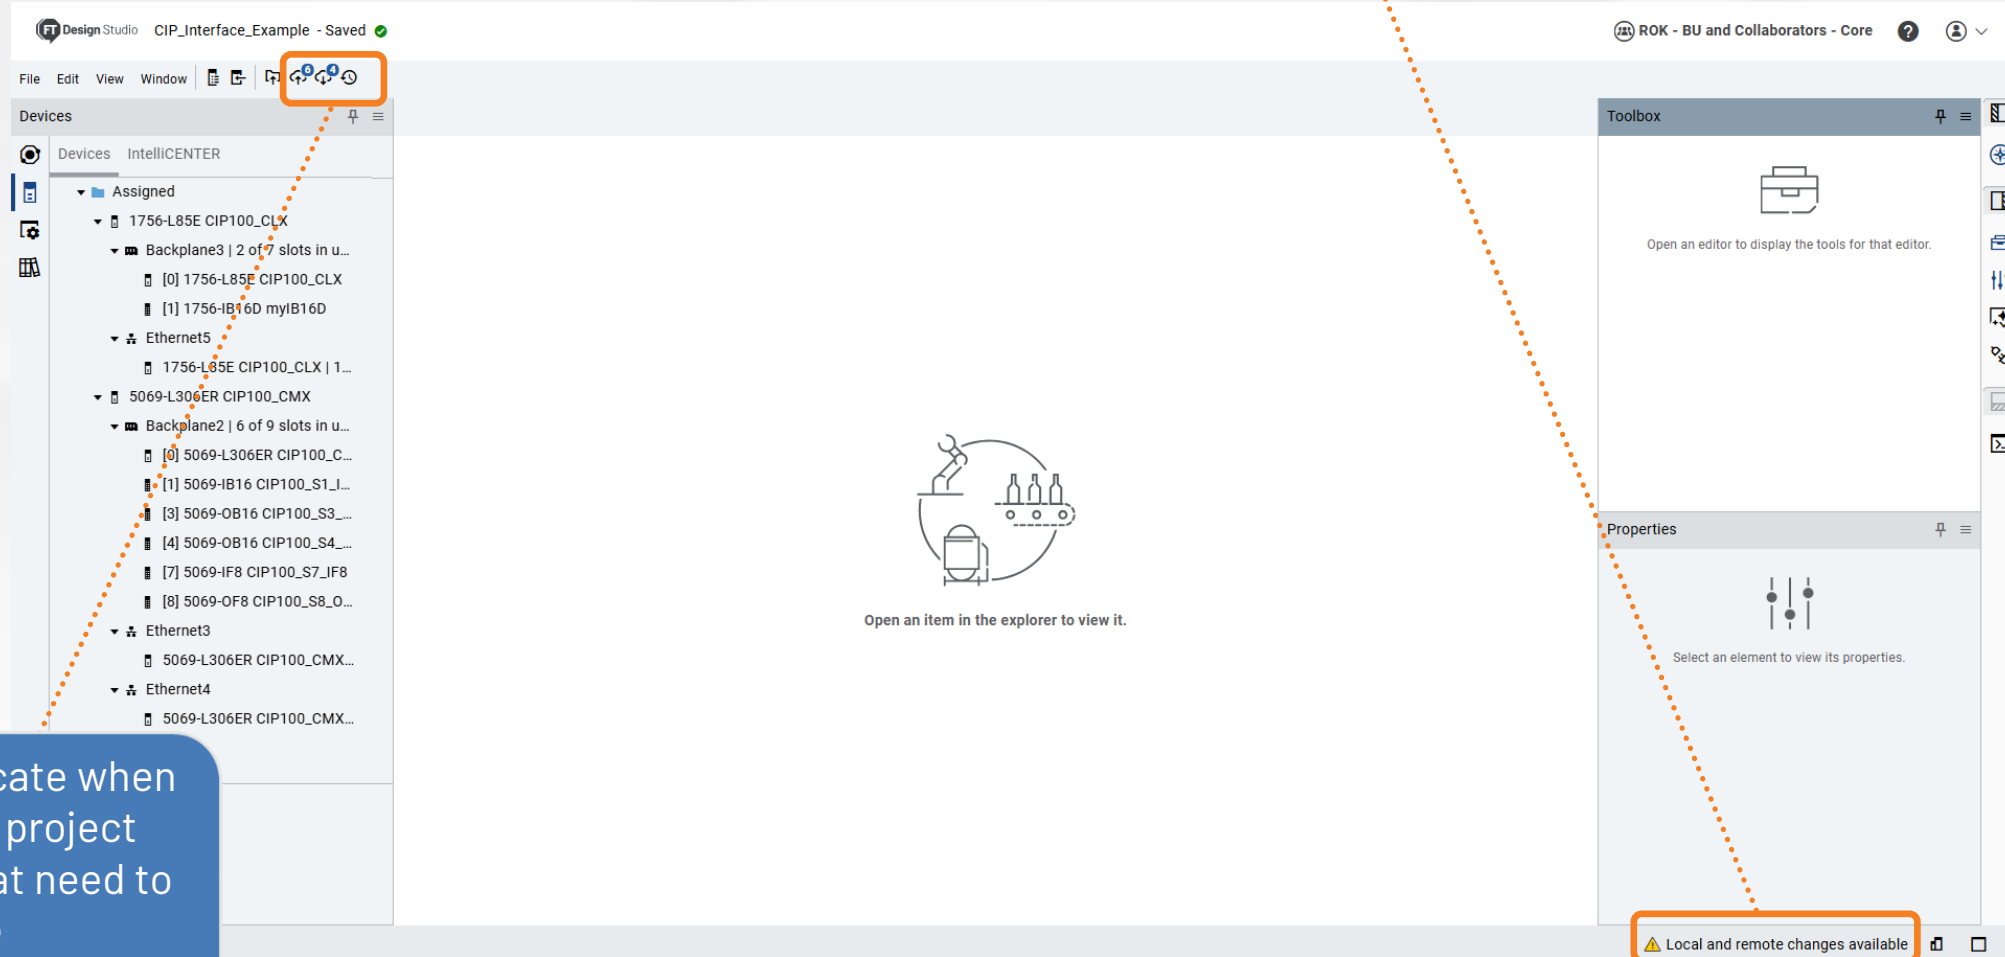 FT Design Studio CIP_Interface_Example - Saved
ROK - BU and Collaborators - Core ?
File Edit View Window 6 4
Devices
Devices IntelliCENTER
Assigned
1756-L85E CIP100_CLX
Backplane3 | 2 of 7 slots in u...
[0] 1756-L85E CIP100_CLX
[1] 1756-IB16D myIB16D
Ethernet5
1756-L85E CIP100_CLX | 1...
5069-L306ER CIP100_CMX
Backplane2 | 6 of 9 slots in u...
[0] 5069-L306ER CIP100_C...
[1] 5069-IB16 CIP100_S1_I...
[3] 5069-OB16 CIP100_S3_...
[4] 5069-OB16 CIP100_S4_...
[7] 5069-IF8 CIP100_S7_IF8
[8] 5069-OF8 CIP100_S8_O...
Ethernet3
5069-L306ER CIP100_CMX...
Ethernet4
5069-L306ER CIP100_CMX...
cate when
project
at need to
Open an item in the explorer to view it.
Toolbox
Open an editor to display the tools for that editor.
Properties
Select an element to view its properties.
Local and remote changes available